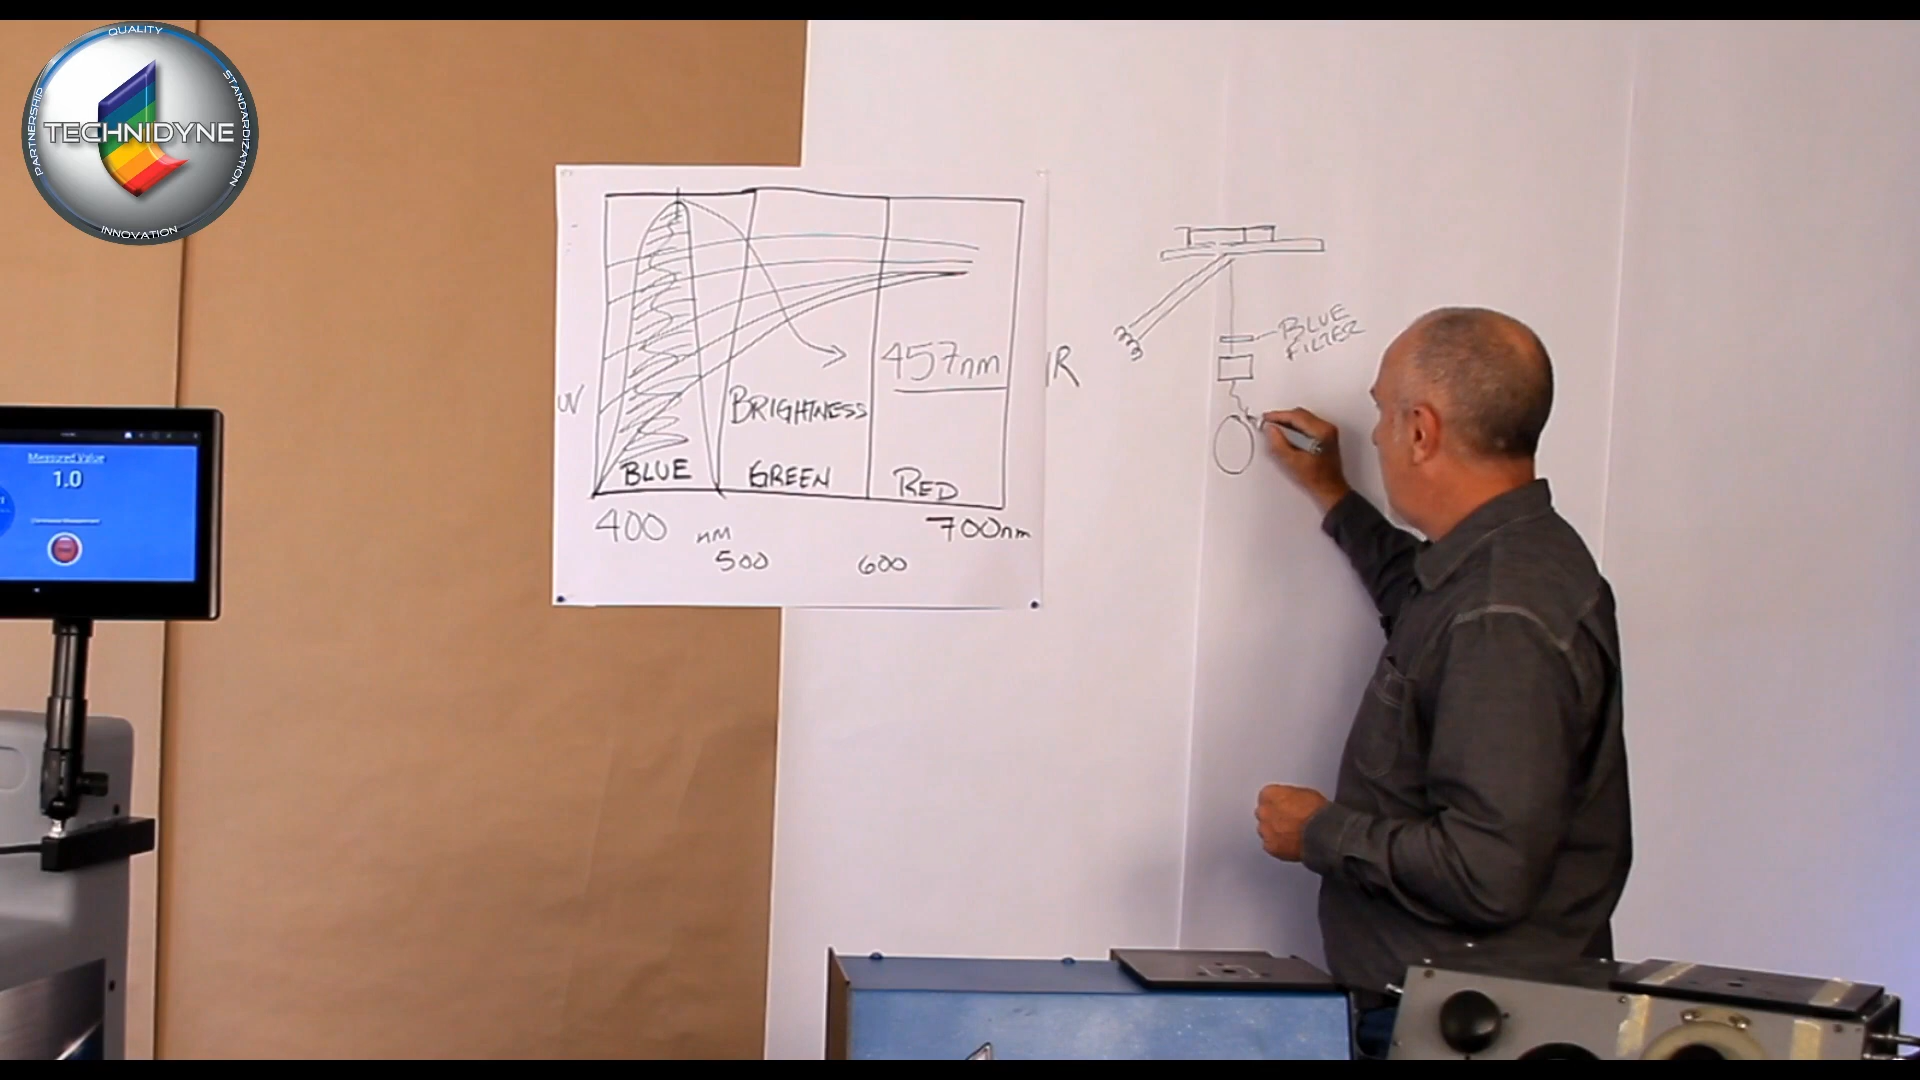 QUALITY
PARTNERSHIP
STANDARDIZATION
TECHNIDYNE
INNOVATION
BLUE
FILTER
457nm
UV
IR
BRIGHTNESS
BLUE
GREEN
RED
400
nm
700nm
500
600
Measured Value
1.0